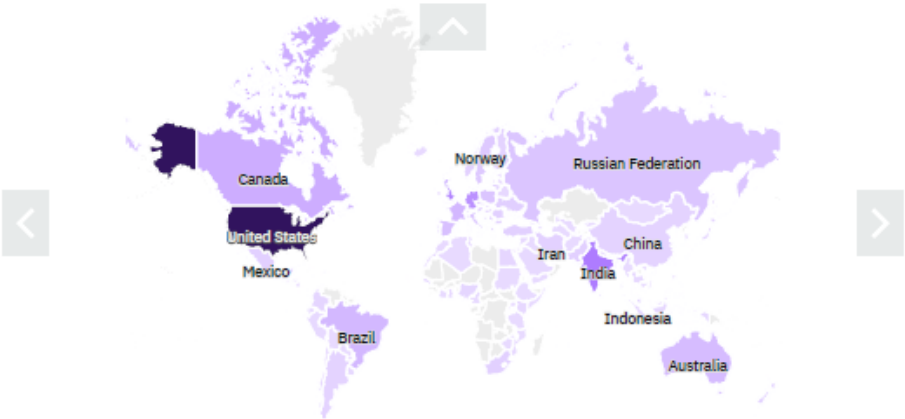 Norway
Russian Federation
Canada
United States
China
Iran
Mexico
India
Indonesia
Brazil
Australia